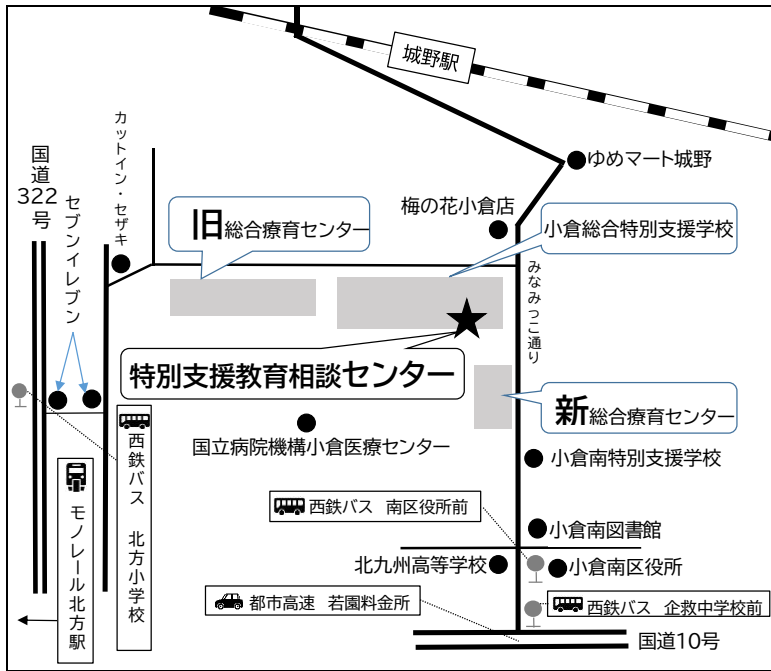 城野駅
ゆめマート城野
カットイン・セザキ
国道
322
号
セブンイレブン
梅の花小倉店
旧総合療育センター
小倉総合特別支援学校
みなみっこ通り
特別支援教育相談センター
新総合療育センター
国立病院機構小倉医療センター
小倉南特別支援学校
西鉄バス 北方小学校
モノレール北方駅
西鉄バス 南区役所前
小倉南図書館
北九州高等学校
小倉南区役所
都市高速 若園料金所
西鉄バス 企救中学校前
国道10号